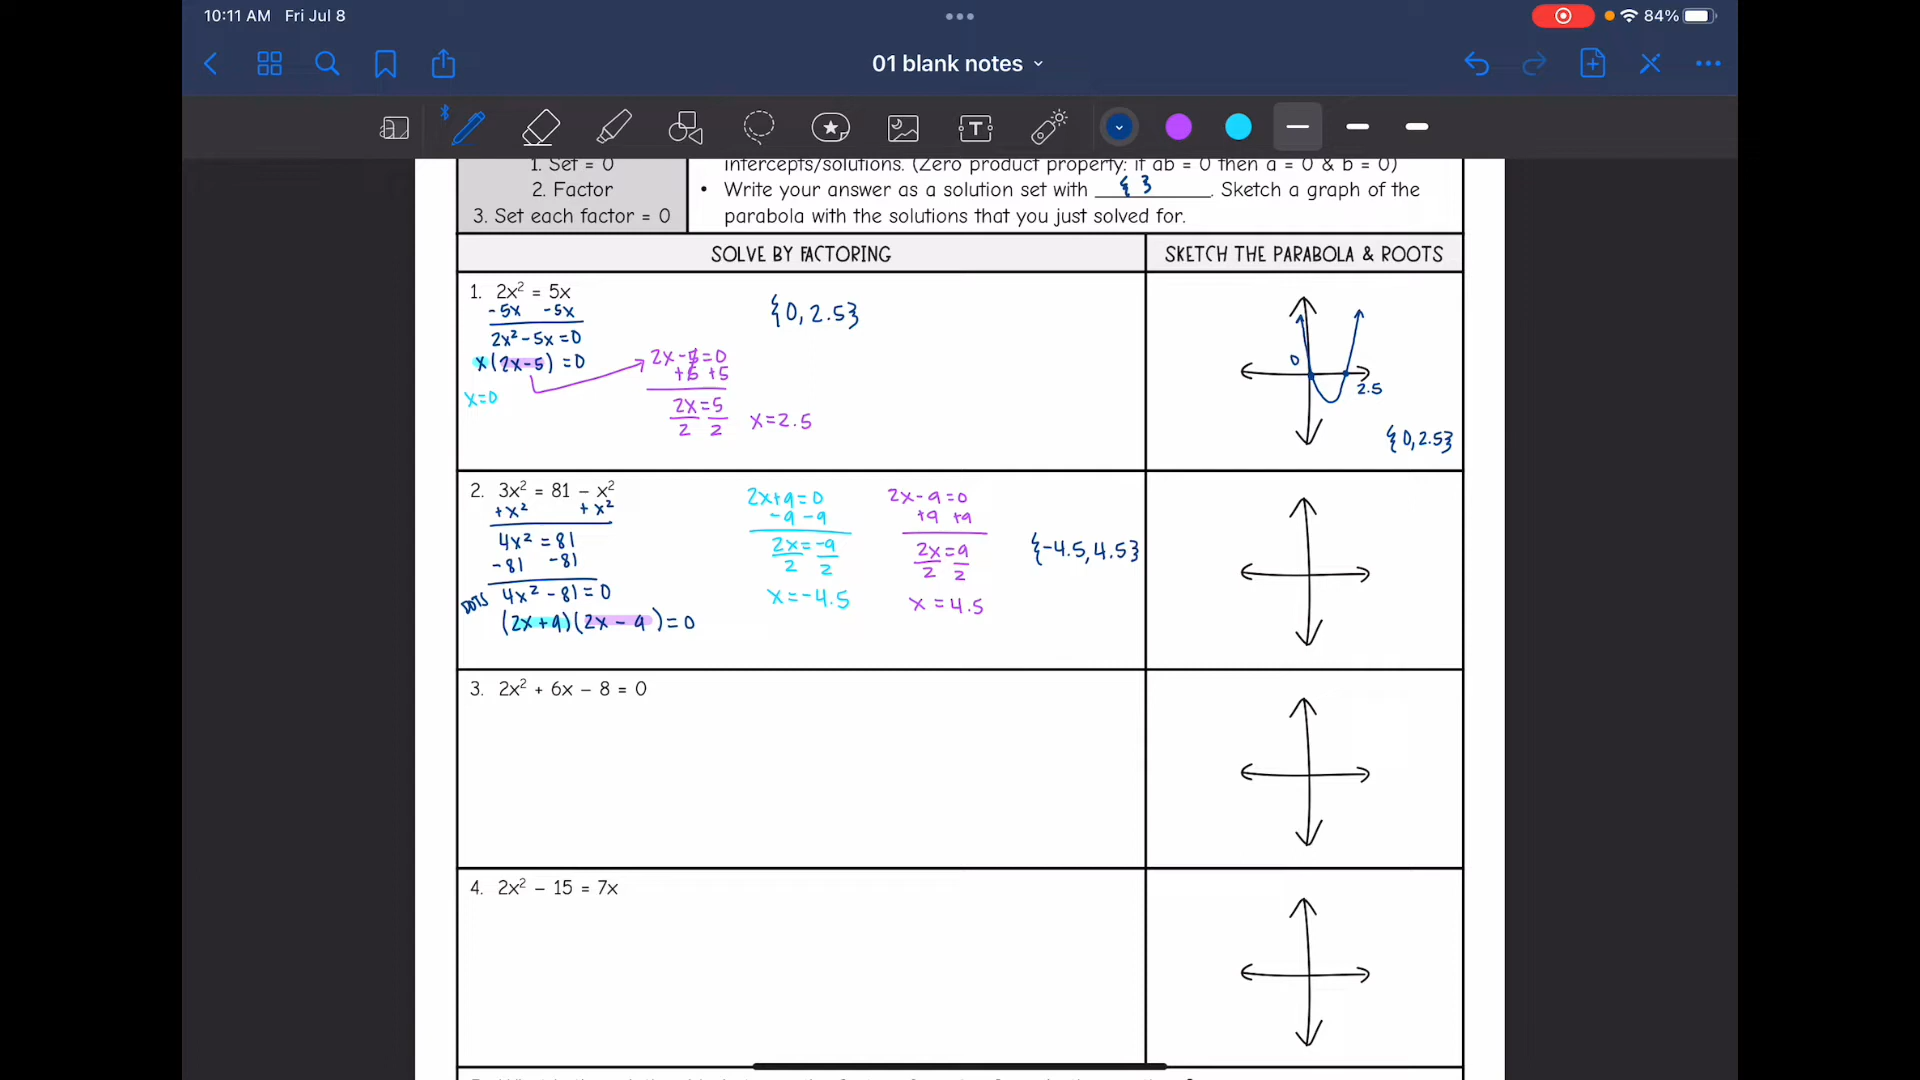 10:11 AM Fri Jul 8
84%
01 blank notes
1. Set = 0
2. Factor
3. Set each factor = 0
intercepts/solutions. (Zero product property: if ab = 0 then a = 0 & b = 0)
• Write your answer as a solution set with { }. Sketch a graph of the
parabola with the solutions that you just solved for.
SOLVE BY FACTORING
SKETCH THE PARABOLA & ROOTS
1. 2x² = 5x
-5x -5x
2x² - 5x = 0
x(2x-5) = 0
x=0
2x-5=0
+5 +5
2x=5
2 2
x=2.5
{0, 2.5}
0
2.5
{0, 2.5}
2. 3x² = 81 – x²
+x² +x²
4x² = 81
-81 -81
DOTS 4x² - 81 = 0
(2x+9)(2x-9) = 0
2x+9=0
-9 -9
2x=-9
2 2
x=-4.5
2x-9=0
+9 +9
2x=9
2 2
x=4.5
{-4.5, 4.5}
3. 2x² + 6x – 8 = 0
4. 2x² – 15 = 7x